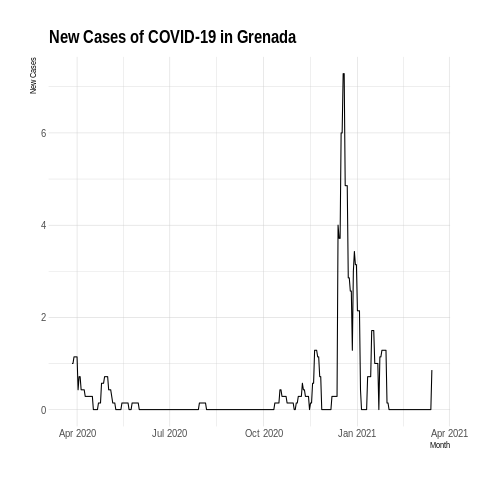 New Cases of COVID-19 in Grenada
New Cases
6
4
2
0
Apr 2020 Jul 2020 Oct 2020 Jan 2021 Apr 2021
Month